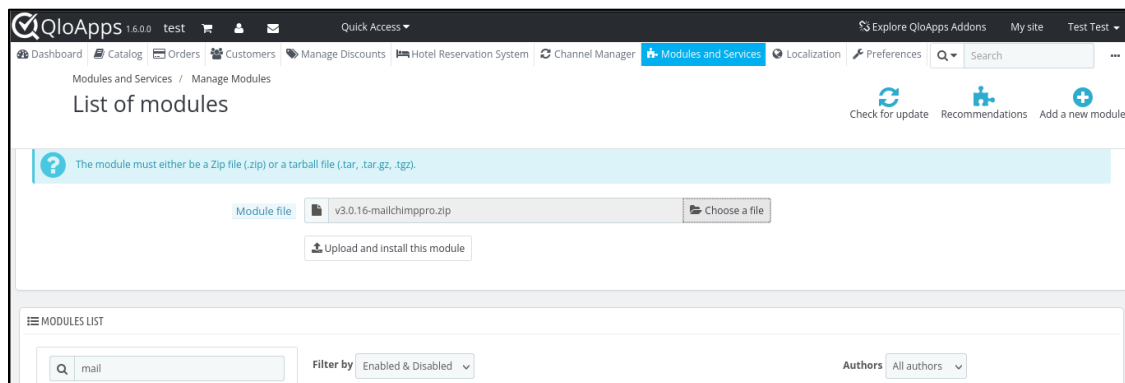 QloApps 1.6.0.0 test Quick Access Explore QloApps Addons My site Test Test
Dashboard Catalog Orders Customers Manage Discounts Hotel Reservation System Channel Manager Modules and Services Localization Preferences Search ...
Modules and Services / Manage Modules
List of modules
Check for update Recommendations Add a new module
? The module must either be a Zip file (.zip) or a tarball file (.tar, .tar.gz, .tgz).
Module file v3.0.16-mailchimppro.zip Choose a file
Upload and install this module
MODULES LIST
mail Filter by Enabled & Disabled Authors All authors